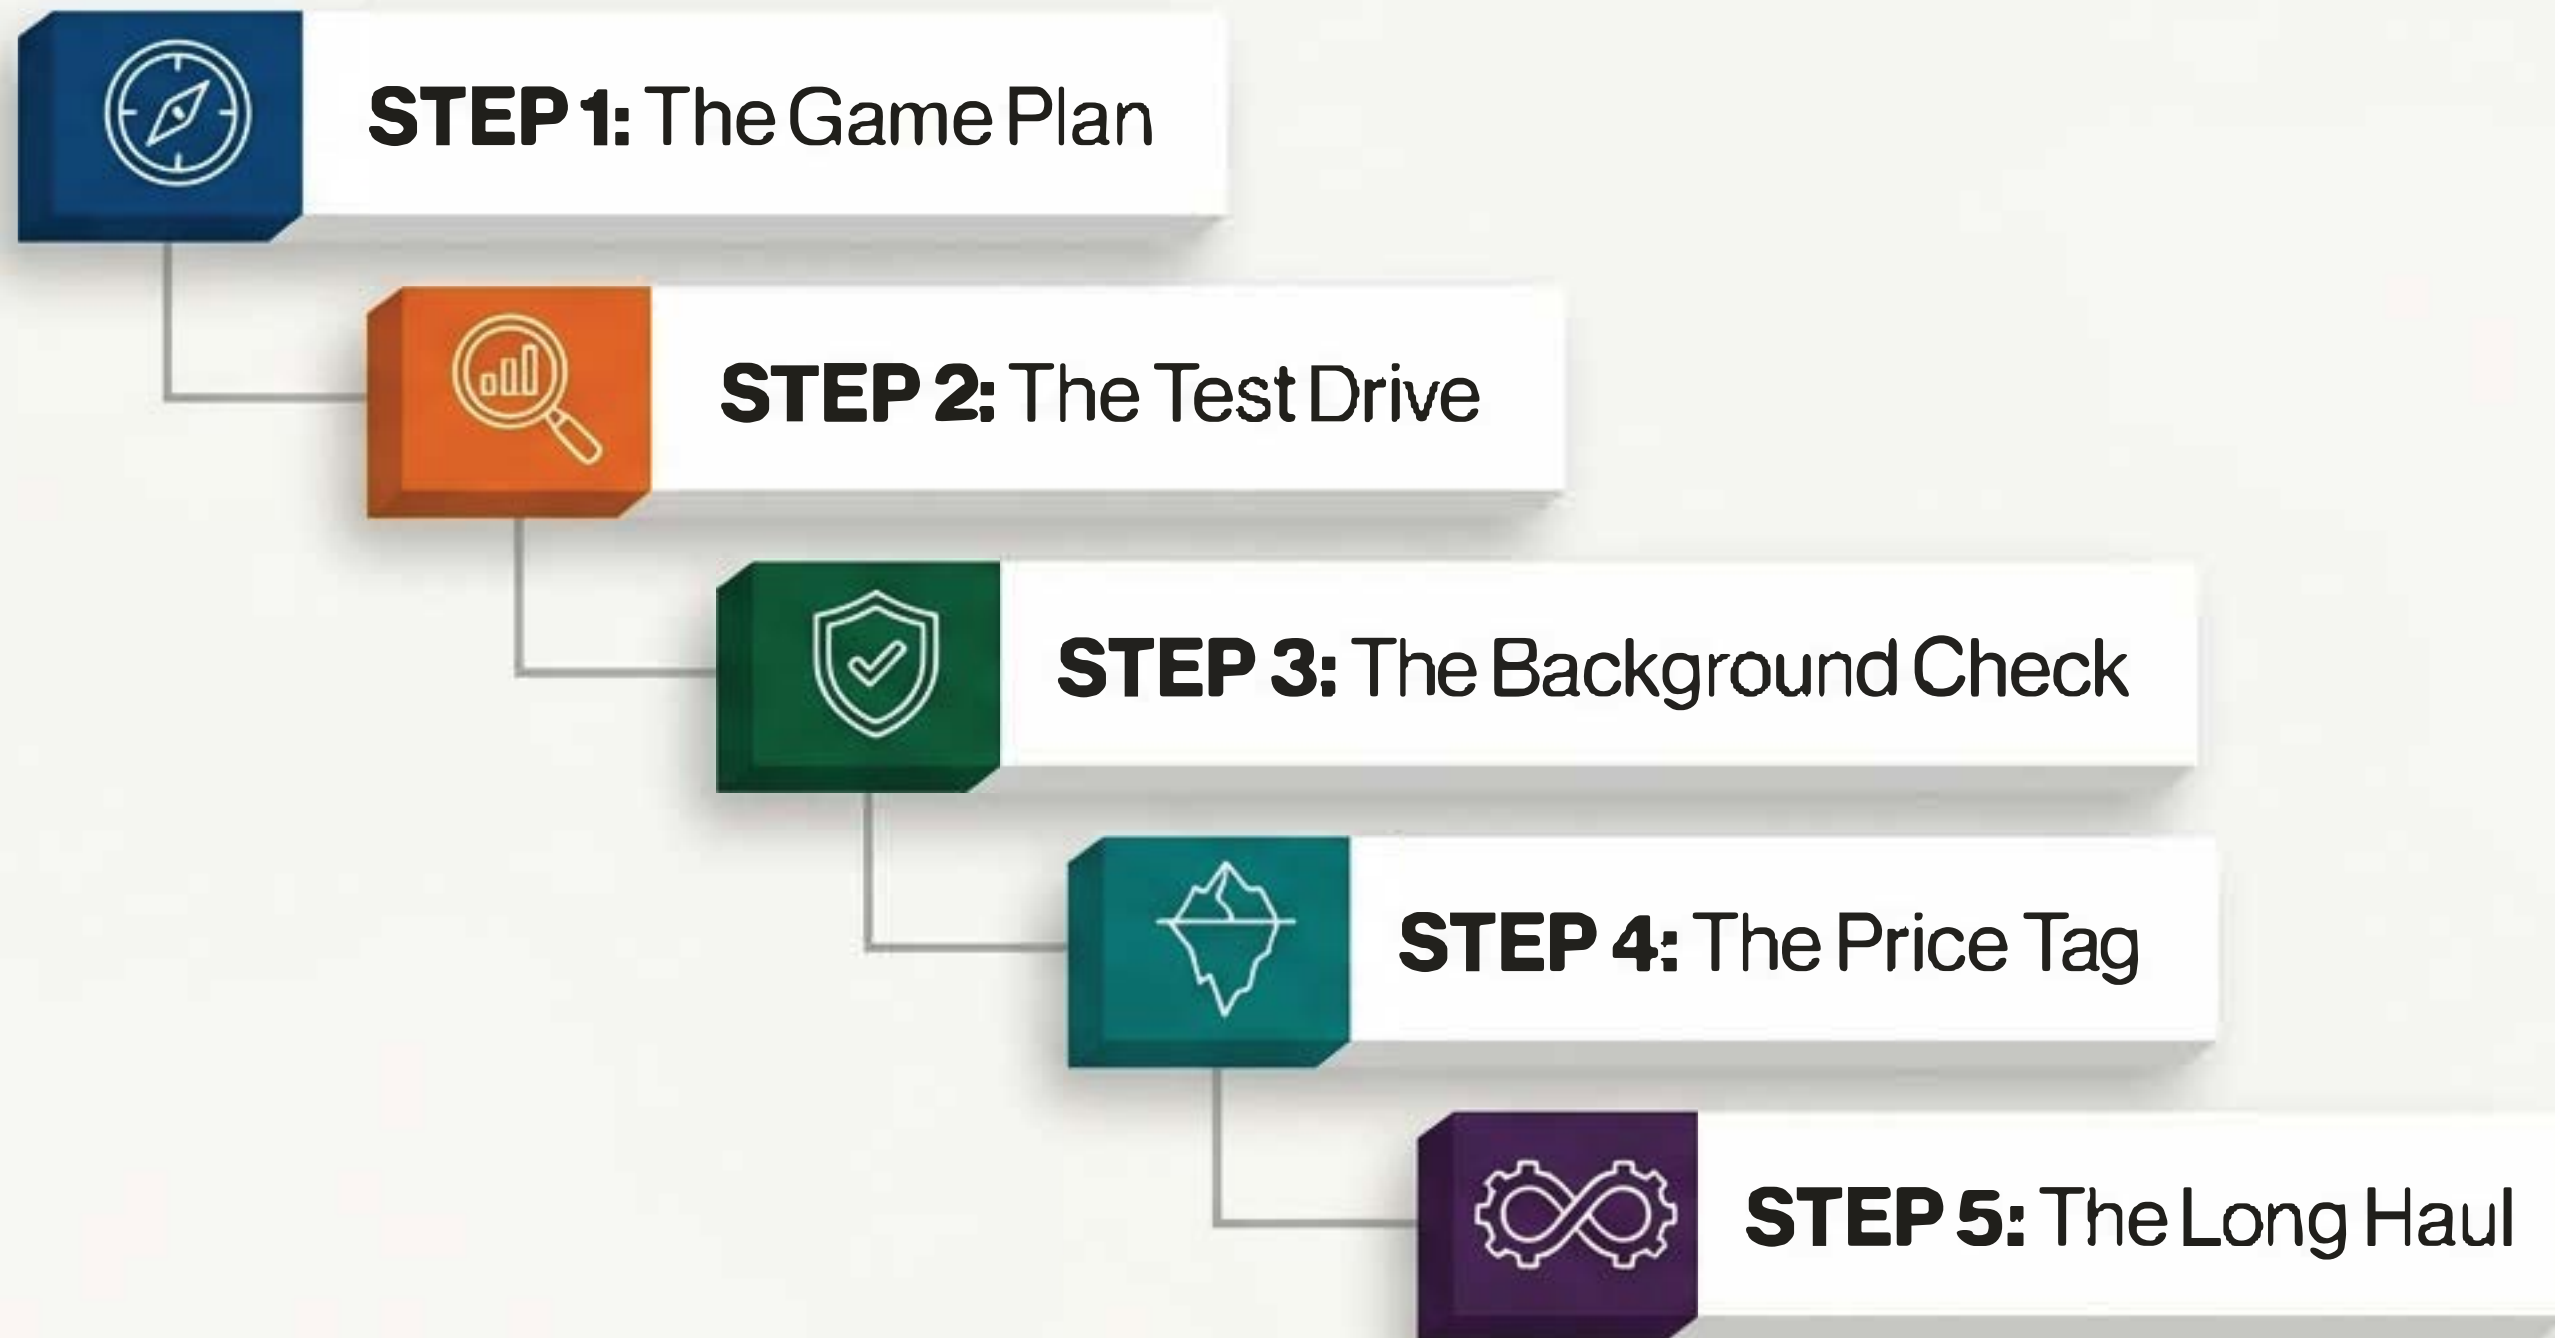 STEP 1: The Game Plan
STEP 2: The Test Drive
STEP 3: The Background Check
STEP 4: The Price Tag
STEP 5: The Long Haul